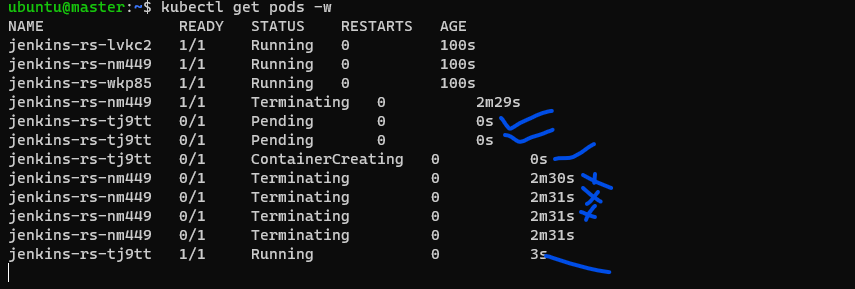 ubuntu@master:~$ kubectl get pods -w
NAME READY STATUS RESTARTS AGE
jenkins-rs-lvkc2 1/1 Running 0 100s
jenkins-rs-nm449 1/1 Running 0 100s
jenkins-rs-wkp85 1/1 Running 0 100s
jenkins-rs-nm449 1/1 Terminating 0 2m29s
jenkins-rs-tj9tt 0/1 Pending 0 0s
jenkins-rs-tj9tt 0/1 Pending 0 0s
jenkins-rs-tj9tt 0/1 ContainerCreating 0 0s
jenkins-rs-nm449 0/1 Terminating 0 2m30s
jenkins-rs-nm449 0/1 Terminating 0 2m31s
jenkins-rs-nm449 0/1 Terminating 0 2m31s
jenkins-rs-nm449 0/1 Terminating 0 2m31s
jenkins-rs-tj9tt 1/1 Running 0 3s